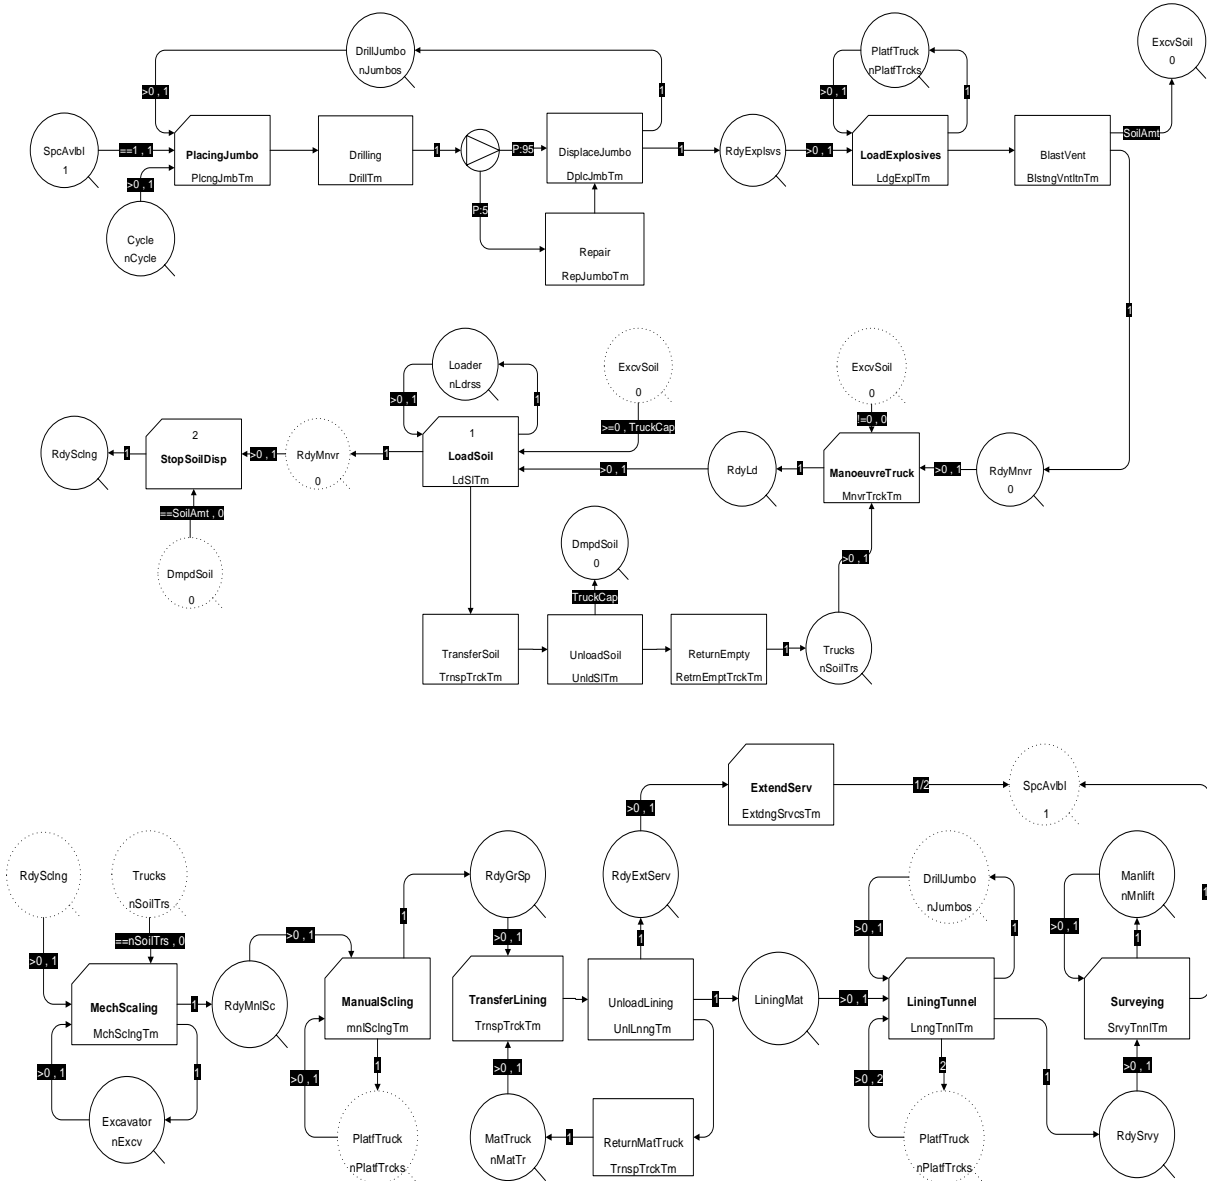 DrillJumbo
nJumbos
PlatfTruck
nPlatfTrcks
ExcvSoil
0
>0 , 1
1
>0 , 1
1
SoilAmt
SpcAvlbl
1
==1, 1
>0 , 1
PlacingJumbo
PlcngJmbTm
Drilling
DrillTm
1
P:95
P:5
DisplaceJumbo
DplcJmbTm
1
RdyExplsvs
>0, 1
LoadExplosives
LdgExplTm
BlastVent
BlstngVntltnTm
Cycle
nCycle
Repair
RepJumboTm
1
Loader
nLdrss
ExcvSoil
0
ExcvSoil
0
>0 , 1
1
>=0 , TruckCap
!=0 , 0
RdySclng
1
2
StopSoilDisp
>0, 1
RdyMnvr
0
1
1
LoadSoil
LdSlTm
>0, 1
RdyLd
1
ManoeuvreTruck
MnvrTrckTm
>0, 1
RdyMnvr
0
==SoilAmt , 0
DmpdSoil
0
DmpdSoil
0
TruckCap
>0 , 1
TransferSoil
TrnspTrckTm
UnloadSoil
UnldSlTm
ReturnEmpty
RetrnEmptTrckTm
1
Trucks
nSoilTrs
ExtendServ
ExtdngSrvcsTm
1/2
SpcAvlbl
1
>0 , 1
RdySclng
Trucks
nSoilTrs
RdyGrSp
RdyExtServ
DrillJumbo
nJumbos
Manlift
nMnlift
1
>0 , 1
==nSoilTrs , 0
>0 , 1
1
>0, 1
1
>0 , 1
1
>0 , 1
1
MechScaling
MchSclngTm
1
RdyMnlSc
ManualScling
mnlSclngTm
TransferLining
TrnspTrckTm
UnloadLining
UnlLnngTm
1
LiningMat
>0, 1
LiningTunnel
LnngTnnlTm
Surveying
SrvyTnnlTm
>0 , 1
1
>0 , 1
1
>0 , 1
>0 , 2
2
1
>0 , 1
Excavator
nExcv
PlatfTruck
nPlatfTrcks
MatTruck
nMatTr
1
ReturnMatTruck
TrnspTrckTm
PlatfTruck
nPlatfTrcks
RdySrvy